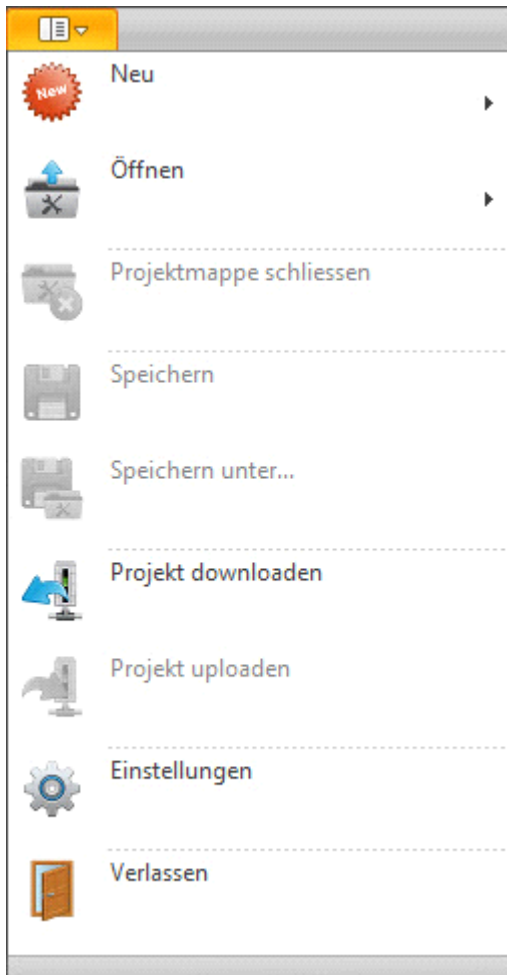 New
Neu
Öffnen
Projektmappe schliessen
Speichern
Speichern unter...
Projekt downloaden
Projekt uploaden
Einstellungen
Verlassen